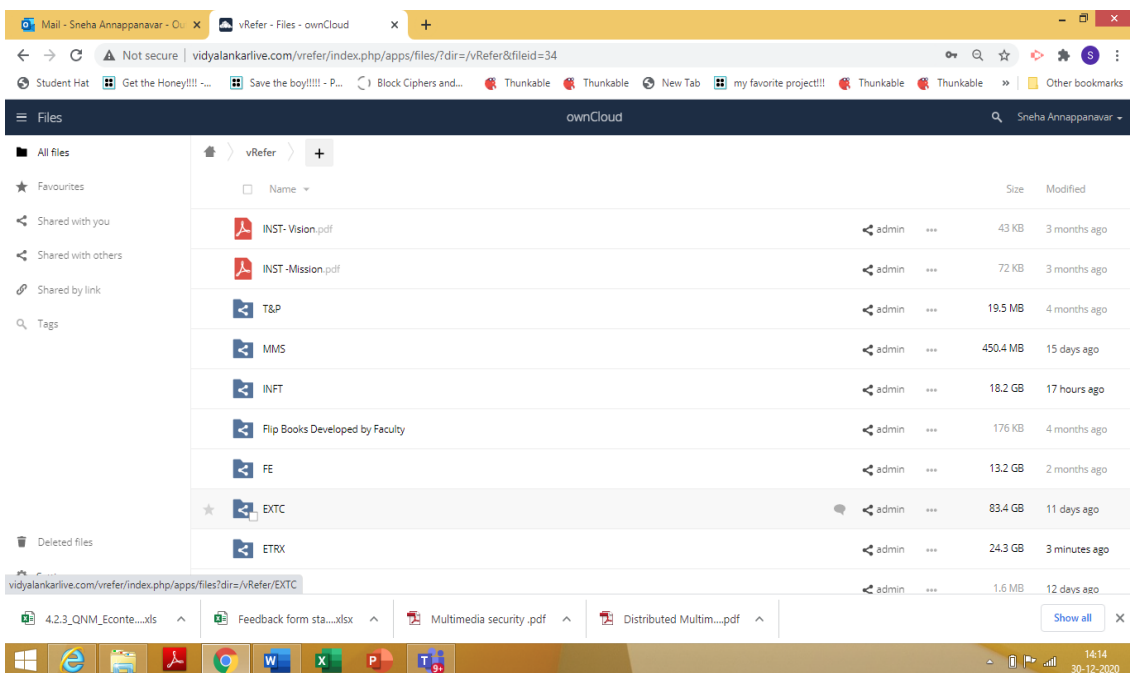 Mail - Sneha Annappanavar - Ou
vRefer - Files - ownCloud
Not secure | vidyalankarlive.com/vrefer/index.php/apps/files/?dir=/vRefer&fileid=34
Student Hat Get the Honey!!!! -... Save the boy!!!!! - P... Block Ciphers and... Thunkable Thunkable New Tab my favorite project!!! Thunkable Thunkable » Other bookmarks
Files ownCloud Sneha Annappanavar
All files
Favourites
Shared with you
Shared with others
Shared by link
Tags
Deleted files
vRefer +
Name Size Modified
INST- Vision.pdf admin ... 43 KB 3 months ago
INST -Mission.pdf admin ... 72 KB 3 months ago
T&P admin ... 19.5 MB 4 months ago
MMS admin ... 450.4 MB 15 days ago
INFT admin ... 18.2 GB 17 hours ago
Flip Books Developed by Faculty admin ... 176 KB 4 months ago
FE admin ... 13.2 GB 2 months ago
EXTC admin ... 83.4 GB 11 days ago
ETRX admin ... 24.3 GB 3 minutes ago
admin ... 1.6 MB 12 days ago
vidyalankarlive.com/vrefer/index.php/apps/files?dir=/vRefer/EXTC
4.2.3_QNM_Econte....xls Feedback form sta....xlsx Multimedia security .pdf Distributed Multim....pdf Show all
9+
14:14
30-12-2020